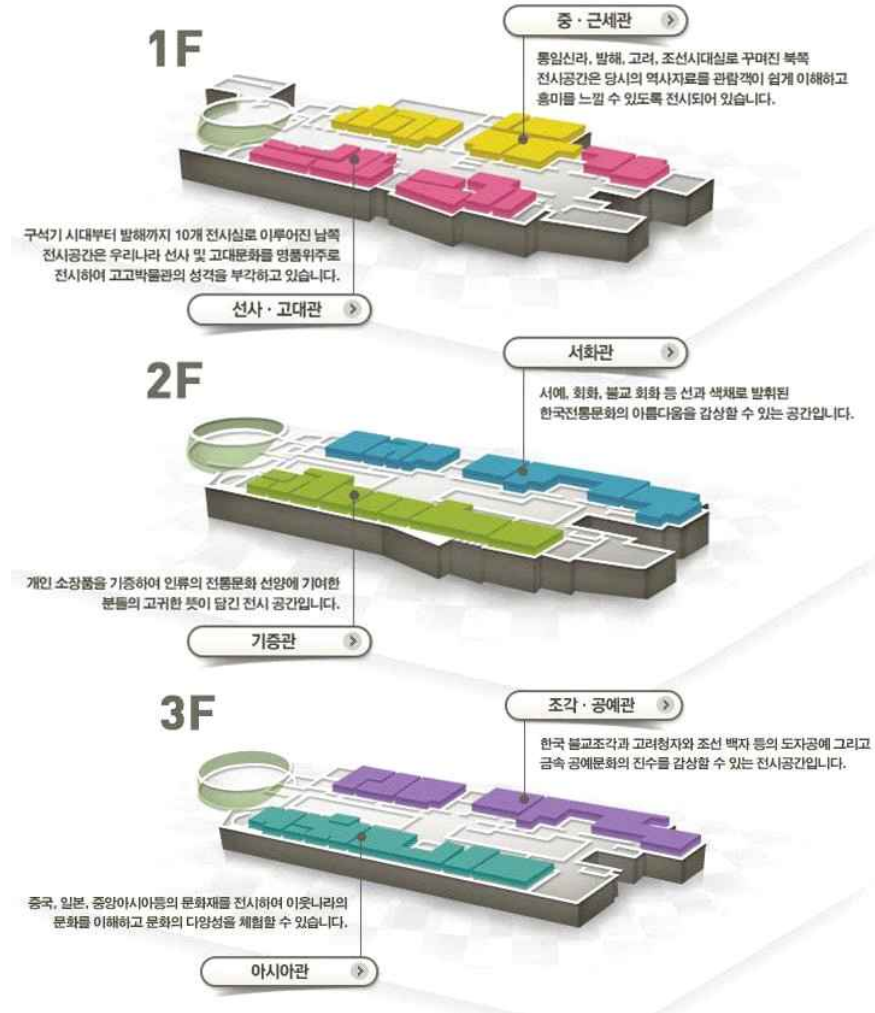 1F
중 · 근세관
통일신라, 발해, 고려, 조선시대실로 꾸며진 북쪽
전시공간은 당시의 역사자료를 관람객이 쉽게 이해하고
흥미를 느낄 수 있도록 전시되어 있습니다.
구석기 시대부터 발해까지 10개 전시실로 이루어진 남쪽
전시공간은 우리나라 선사 및 고대문화를 명품위주로
전시하여 고고박물관의 성격을 부각하고 있습니다.
선사 · 고대관
2F
서화관
서예, 회화, 불교 회화 등 선과 색채로 발휘된
한국전통문화의 아름다움을 감상할 수 있는 공간입니다.
개인 소장품을 기증하여 인류의 전통문화 선양에 기여한
분들의 고귀한 뜻이 담긴 전시 공간입니다.
기증관
3F
조각 · 공예관
한국 불교조각과 고려청자와 조선 백자 등의 도자공예 그리고
금속 공예문화의 진수를 감상할 수 있는 전시공간입니다.
중국, 일본, 중앙아시아등의 문화재를 전시하여 이웃나라의
문화를 이해하고 문화의 다양성을 체험할 수 있습니다.
아시아관